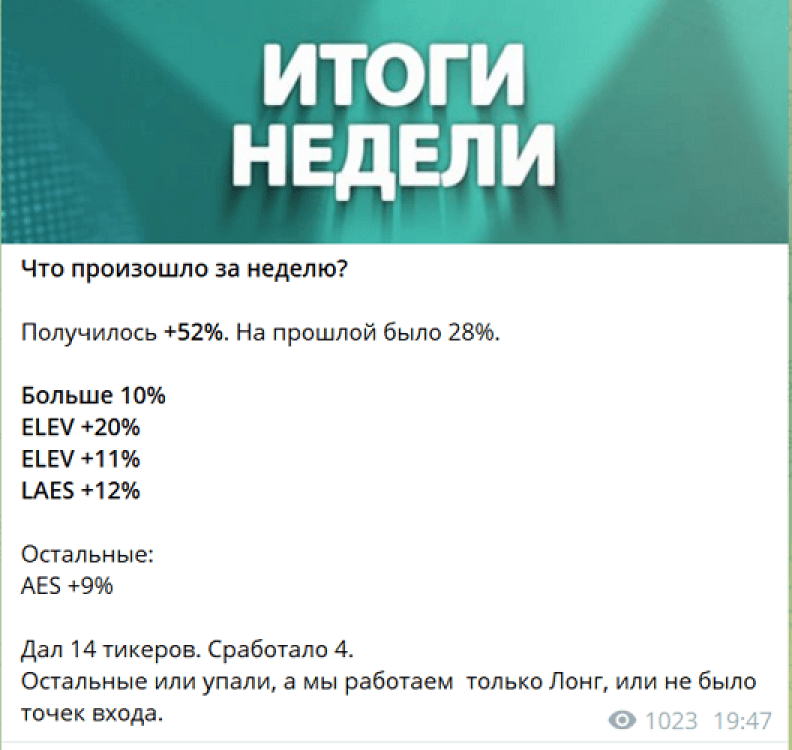 ИТОГИ
НЕДЕЛИ
Что произошло за неделю?
Получилось +52%. На прошлой было 28%.
Больше 10%
ELEV +20%
ELEV +11%
LAES +12%
Остальные:
AES +9%
Дал 14 тикеров. Сработало 4.
Остальные или упали, а мы работаем  только Лонг, или не было
точек входа.
1023 19:47